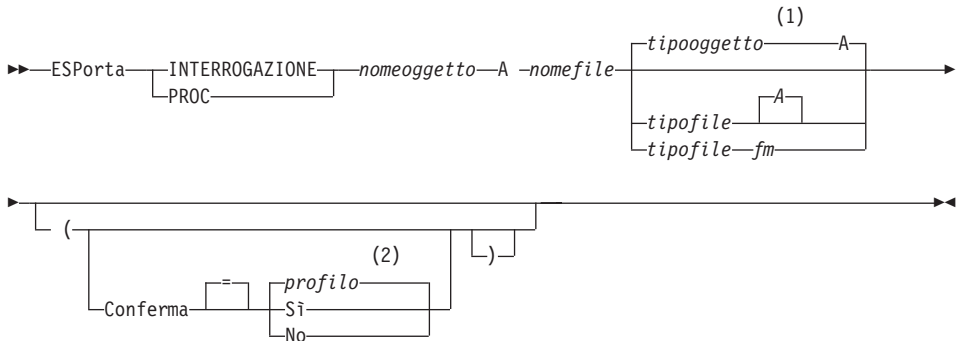 (1)
tipooggetto A
ESPorta INTERROGAZIONE nomeoggetto A nomefile
PROC
A
tipofile
tipofile fm
(
)
(2)
Conferma = profilo
Sì
No